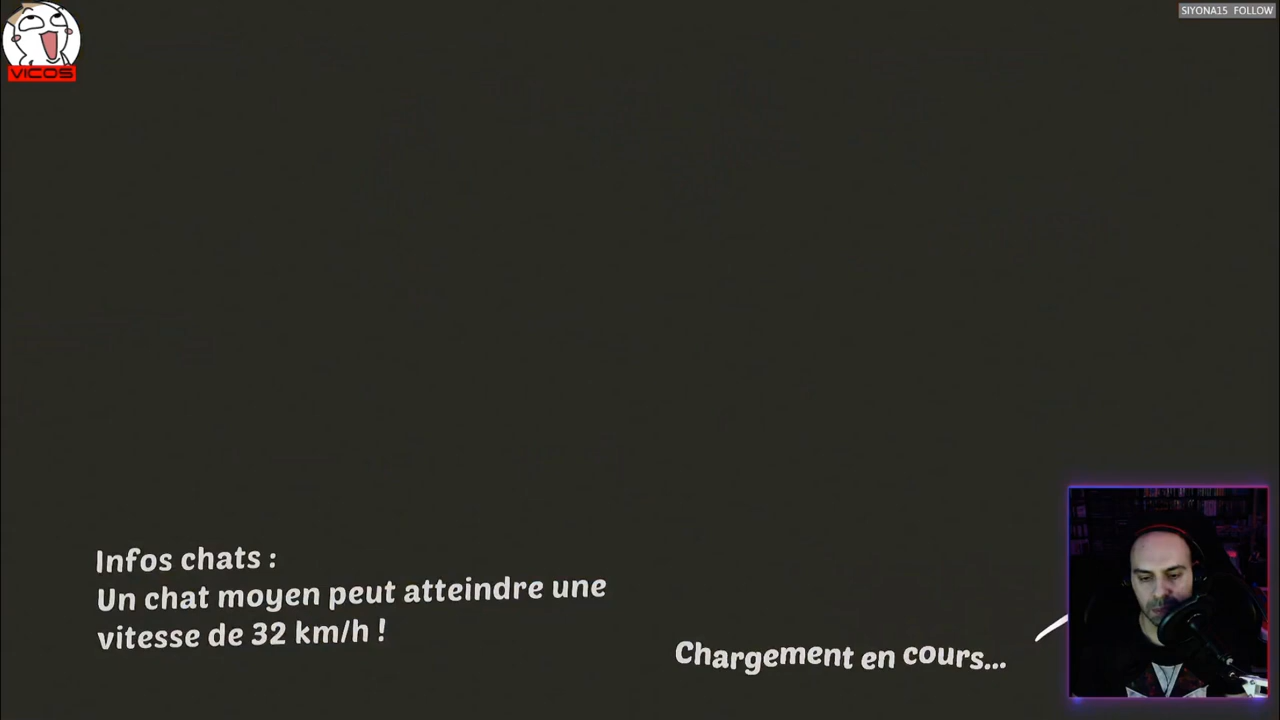 SIYONA15 FOLLOW
VICOS
Infos chats :
Un chat moyen peut atteindre une
vitesse de 32 km/h !
Chargement en cours...